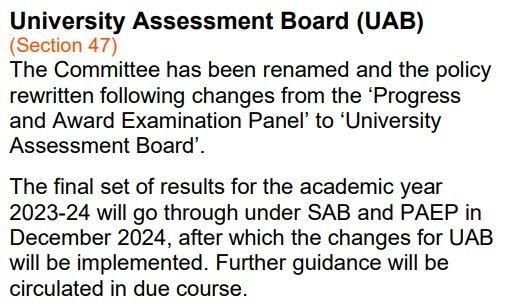 University Assessment Board (UAB)
(Section 47)
The Committee has been renamed and the policy
rewritten following changes from the ‘Progress
and Award Examination Panel’ to ‘University
Assessment Board’.
The final set of results for the academic year
2023-24 will go through under SAB and PAEP in
December 2024, after which the changes for UAB
will be implemented. Further guidance will be
circulated in due course.